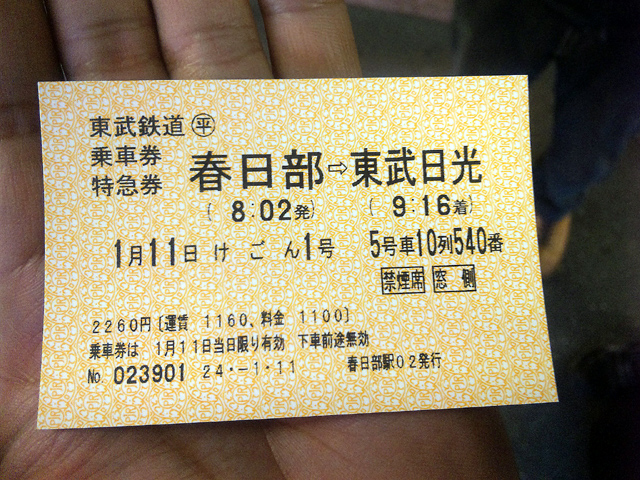 東武鉄道 ㊄
乗車券
特急券
春日部⇨東武日光
( 8:02発) ( 9:16着)
1月11日 けごん1号 5号車10列540番
禁煙席 窓側
2260円〔運賃 1160、料金 1100〕
乗車券は 1月11日当日限り有効 下車前途無効
No 023901 24.-1.11 春日部駅02発行